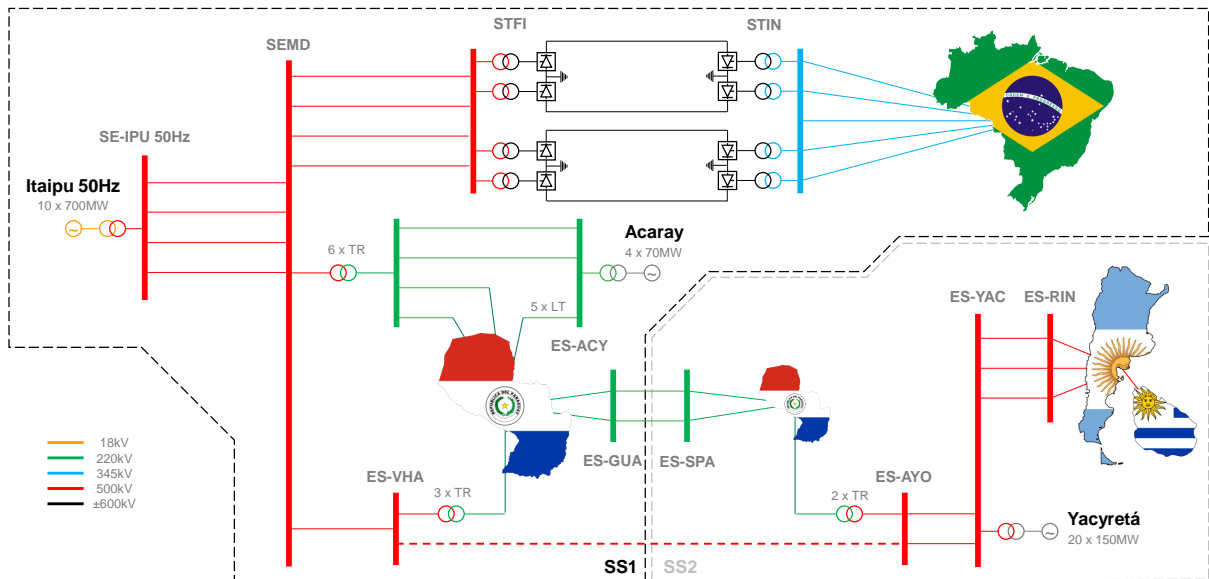 STFI
STIN
SEMD
SE-IPU 50Hz
Itaipu 50Hz
10 x 700MW
~
6 x TR
Acaray
4 x 70MW
~
5 x LT
ES-ACY
ES-YAC
ES-RIN
ES-GUA
ES-SPA
18kV
220kV
345kV
500kV
±600kV
ES-VHA
3 x TR
2 x TR
ES-AYO
Yacyretá
20 x 150MW
~
SS1
SS2